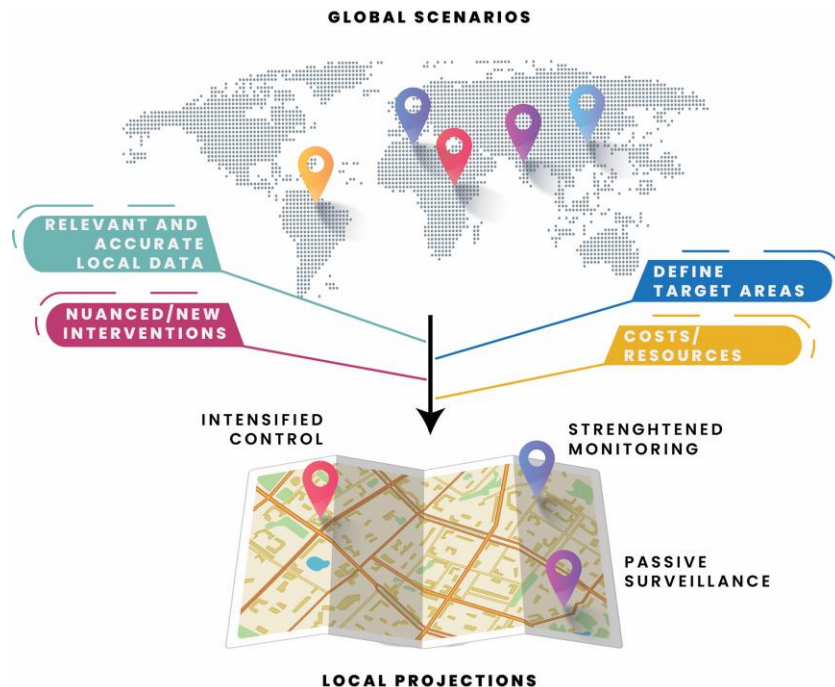 GLOBAL SCENARIOS
RELEVANT AND
ACCURATE
LOCAL DATA
NUANCED/NEW
INTERVENTIONS
DEFINE
TARGET AREAS
COSTS/
RESOURCES
INTENSIFIED
CONTROL
STRENGHTENED
MONITORING
PASSIVE
SURVEILLANCE
LOCAL PROJECTIONS